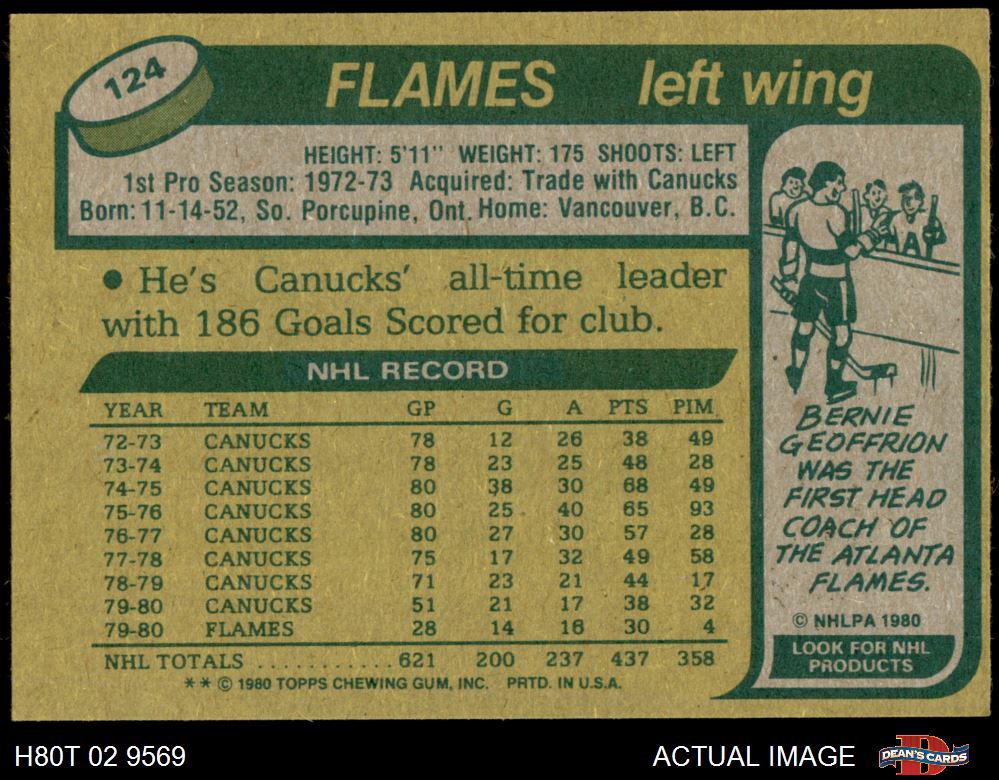 124
FLAMES left wing
HEIGHT: 5'11" WEIGHT: 175 SHOOTS: LEFT
1st Pro Season: 1972-73 Acquired: Trade with Canucks
Born: 11-14-52, So. Porcupine, Ont. Home: Vancouver, B.C.
● He's Canucks' all-time leader
with 186 Goals Scored for club.
NHL RECORD
YEAR TEAM GP G A PTS PIM
72-73 CANUCKS 78 12 26 38 49
73-74 CANUCKS 78 23 25 48 28
74-75 CANUCKS 80 38 30 68 49
75-76 CANUCKS 80 25 40 65 93
76-77 CANUCKS 80 27 30 57 28
77-78 CANUCKS 75 17 32 49 58
78-79 CANUCKS 71 23 21 44 17
79-80 CANUCKS 51 21 17 38 32
79-80 FLAMES 28 14 16 30 4
NHL TOTALS ........... 621 200 237 437 358
** © 1980 TOPPS CHEWING GUM, INC. PRTD. IN U.S.A.
BERNIE
GEOFFRION
WAS THE
FIRST HEAD
COACH OF
THE ATLANTA
FLAMES.
© NHLPA 1980
LOOK FOR NHL
PRODUCTS
H80T 02 9569
ACTUAL IMAGE
DEAN'S CARDS